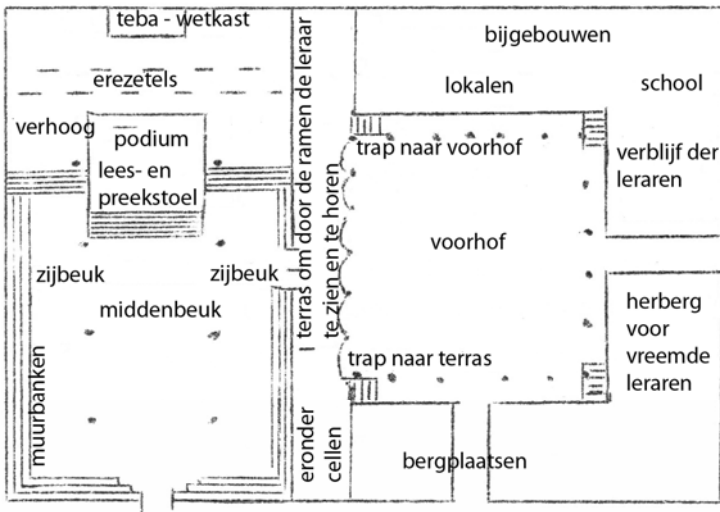 teba - wetkast
erezetels
verhoog
podium
lees- en
preekstoel
zijbeuk
zijbeuk
middenbeuk
muurbanken
terras om door de ramen de leraar
te zien en te horen
eronder
cellen
bijgebouwen
lokalen
school
trap naar voorhof
verblijf der
leraren
voorhof
trap naar terras
herberg
voor
vreemde
leraren
bergplaatsen